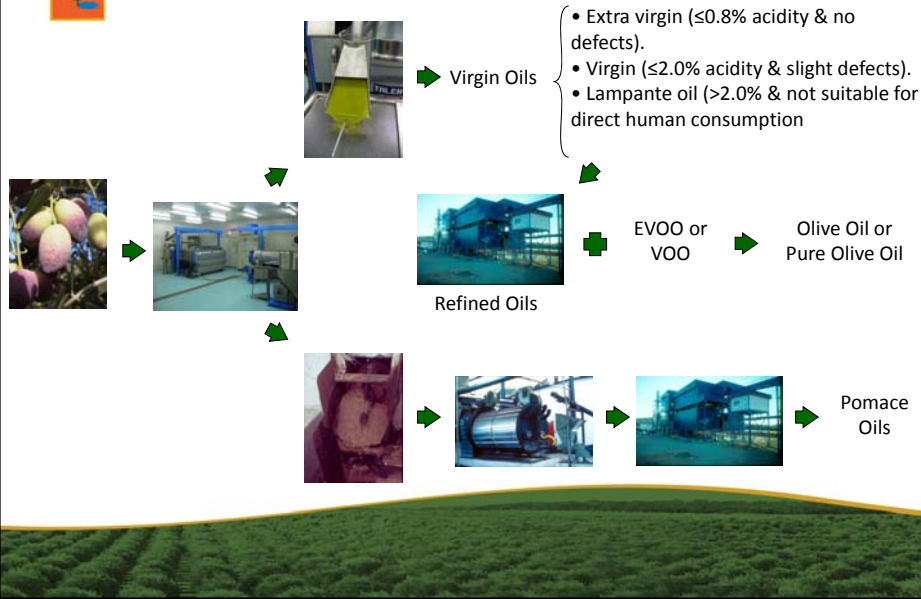 • Extra virgin (≤0.8% acidity & no
defects).
• Virgin (≤2.0% acidity & slight defects).
• Lampante oil (>2.0% & not suitable for
direct human consumption
Virgin Oils
TALER
EVOO or
VOO
Olive Oil or
Pure Olive Oil
Refined Oils
Pomace
Oils